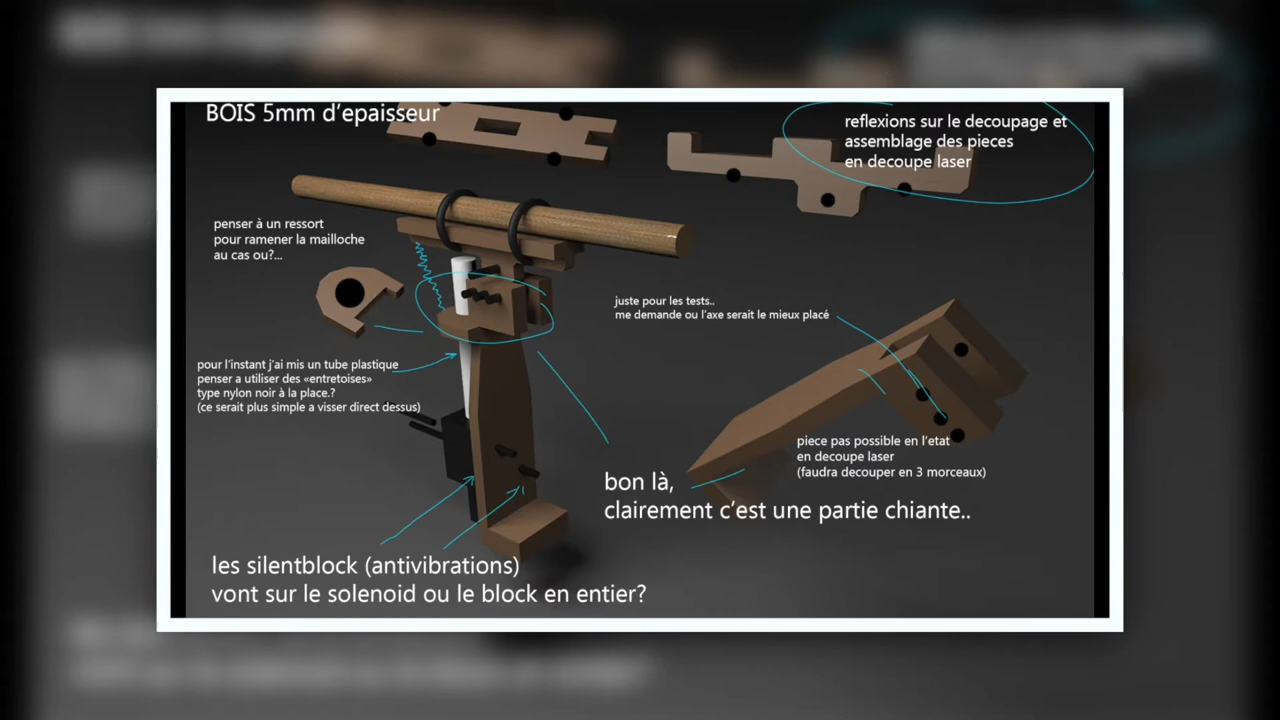 BOIS 5mm d'epaisseur
reflexions sur le decoupage et
assemblage des pieces
en decoupe laser
penser à un ressort
pour ramener la mailloche
au cas ou?...
juste pour les tests..
me demande ou l'axe serait le mieux placé
pour l'instant j'ai mis un tube plastique
penser a utiliser des «entretoises»
type nylon noir à la place.?
(ce serait plus simple a visser direct dessus)
piece pas possible en l'etat
en decoupe laser
(faudra decouper en 3 morceaux)
bon là,
clairement c'est une partie chiante..
les silentblock (antivibrations)
vont sur le solenoid ou le block en entier?